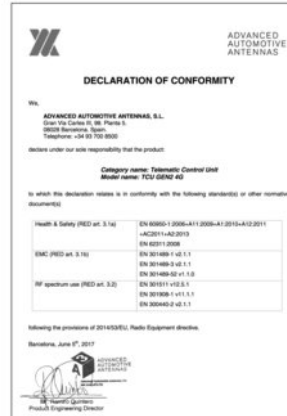 ADVANCED
AUTOMOTIVE
ANTENNAS
DECLARATION OF CONFORMITY
We,
ADVANCED AUTOMOTIVE ANTENNAS, S.L.
Gran Via Carles III, 98. Planta 5.
08028 Barcelona. Spain.
Telephone: +34 93 700 8500
declare under our sole responsibility that the product:
Category name: Telematic Control Unit
Model name: TCU GEN2 4G
to which this declaration relates is in conformity with the following standard(s) or other normative
document(s)
Health & Safety (RED art. 3.1a) EN 60950-1:2006+A11:2009+A1:2010+A12:2011
+AC2011+A2:2013
EN 62311:2008
EMC (RED art. 3.1b) EN 301489-1 v2.1.1
EN 301489-3 v2.1.1
EN 301489-52 v1.1.0
RF spectrum use (RED art. 3.2) EN 301511 v12.5.1
EN 301908-1 v11.1.1
EN 300440-2 v2.1.1
following the provisions of 2014/53/EU, Radio Equipment directive.
Barcelona, June 5th, 2017
ADVANCED
AUTOMOTIVE
ANTENNAS
Quintero
Product Engineering Director